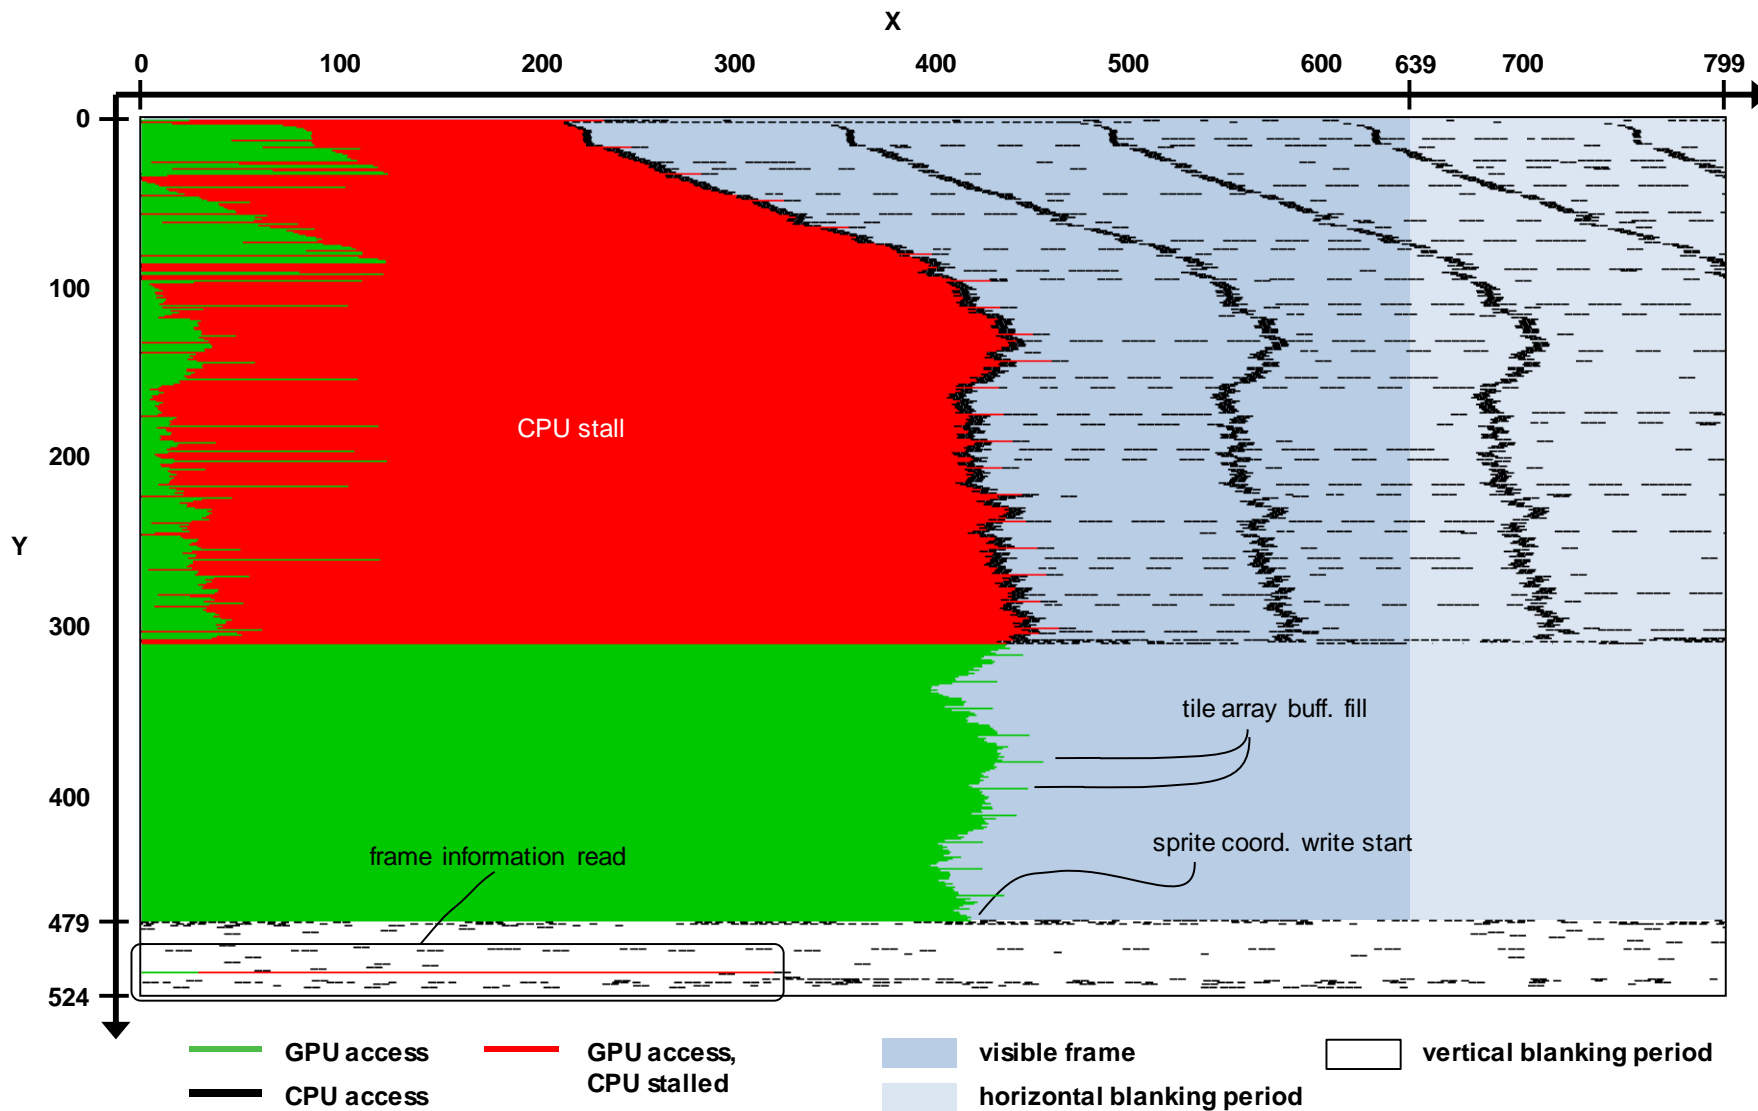 X
0 100 200 300 400 500 600 639 700 799
0
100
CPU stall
200
Y
300
tile array buff. fill
400
sprite coord. write start
frame information read
479
524
GPU access
GPU access,
CPU stalled
visible frame
vertical blanking period
CPU access
horizontal blanking period